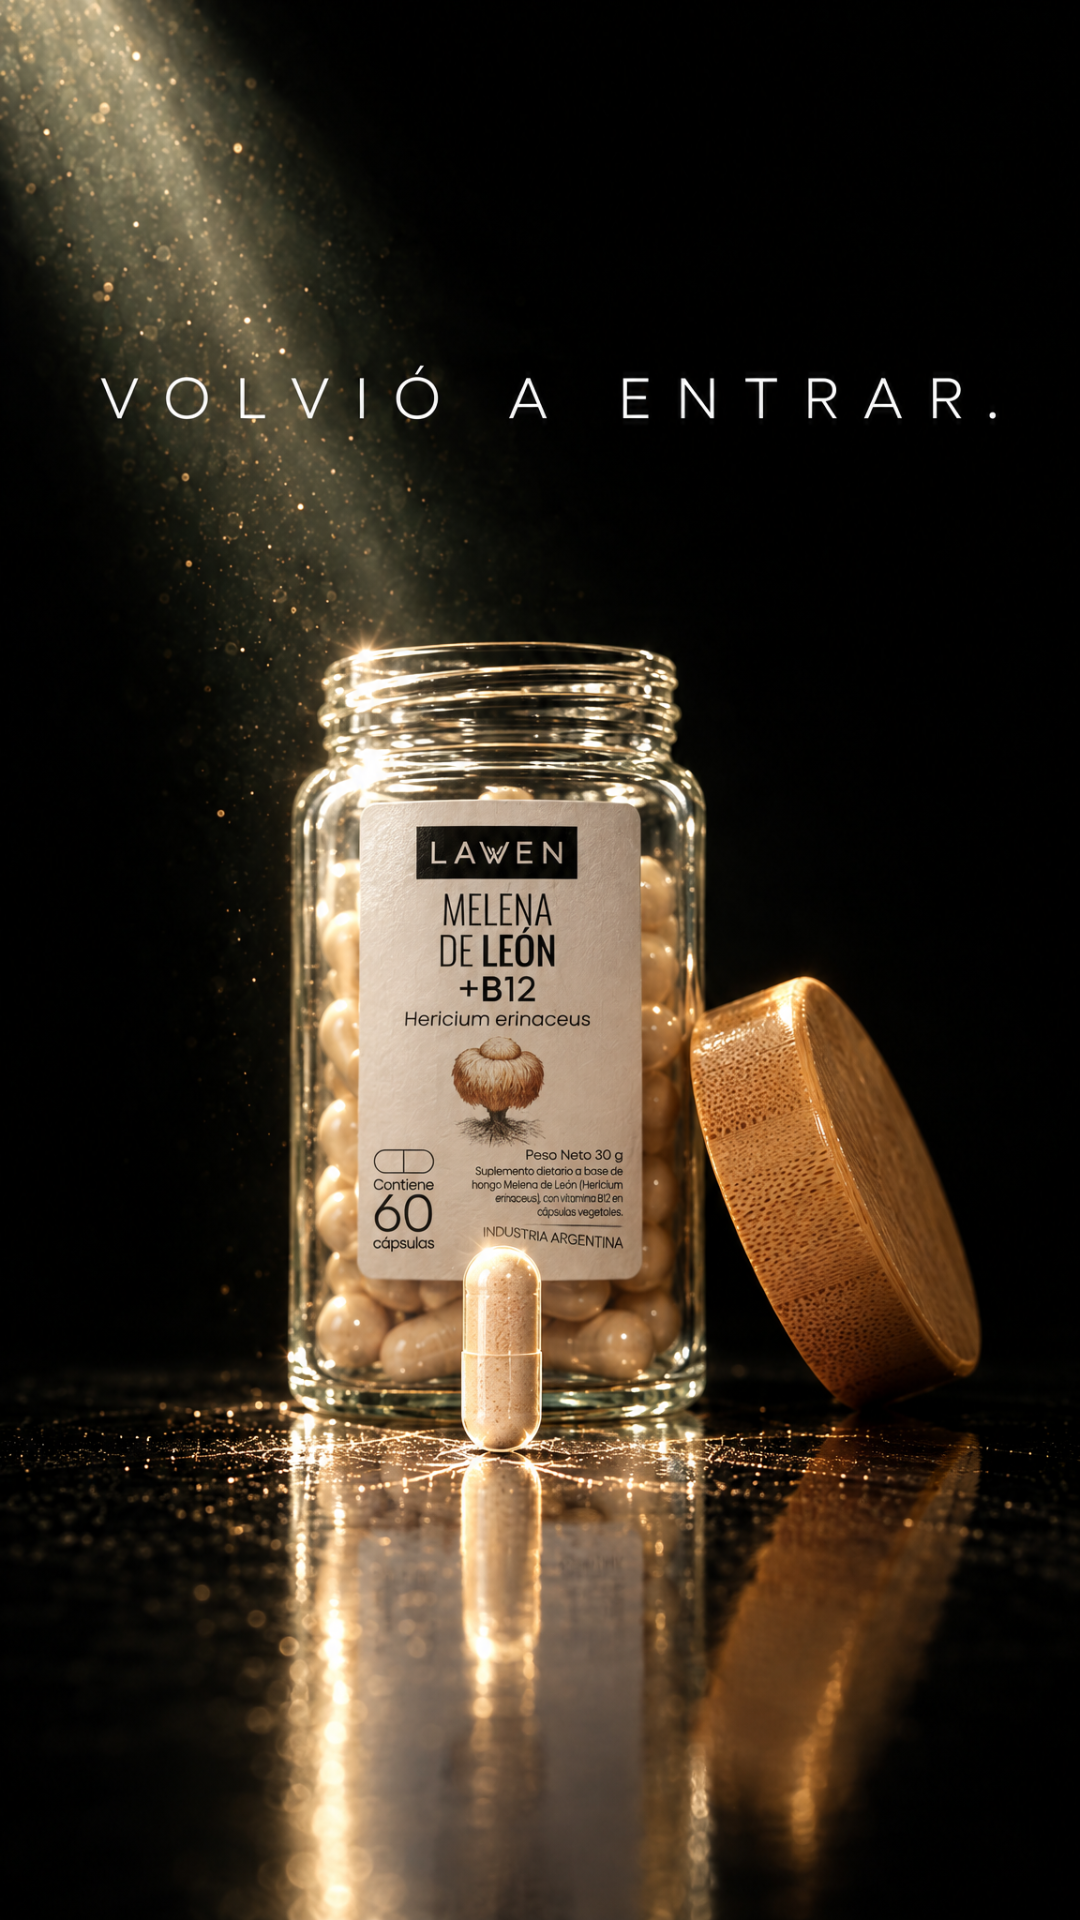 VOLVIÓ A ENTRAR.
LAWEN
MELENA
DE LEÓN
+B12
Hericium erinaceus
Peso Neto 30 g
Suplemento dietario a base de
hongo Melena de León (Hericium
erinaceus), con vitamina B12 en
cápsulas vegetales.
INDUSTRIA ARGENTINA
Contiene
60
cápsulas